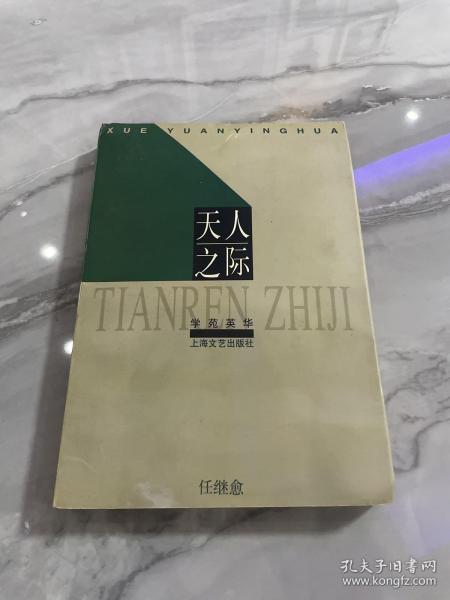 XUE YUANYINGHUA
天人
之际
TIANREN ZHIJI
学苑英华
上海文艺出版社
任继愈
孔夫子旧书网
www.kongfz.com